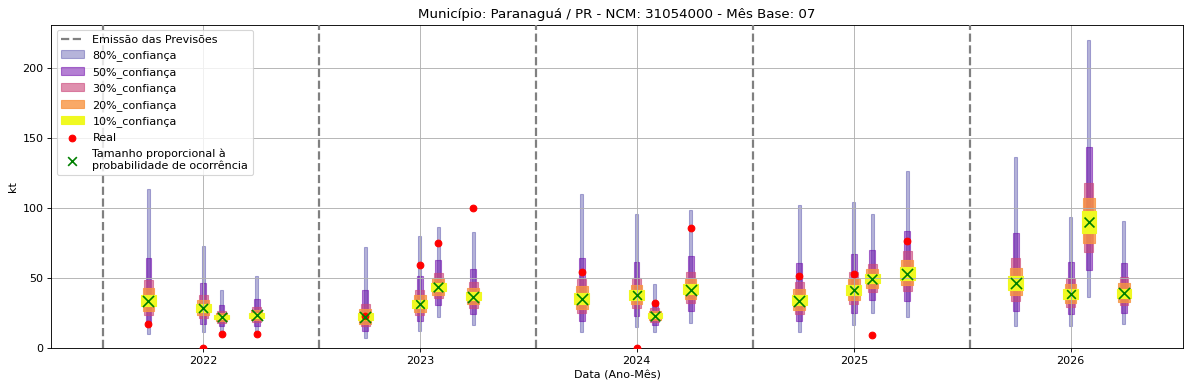 Município: Paranaguá / PR - NCM: 31054000 - Mês Base: 07
Emissão das Previsões
80%_confiança
50%_confiança
30%_confiança
20%_confiança
10%_confiança
Real
Tamanho proporcional à
probabilidade de ocorrência
kt
200
150
100
50
0
2022 2023 2024 2025 2026
Data (Ano-Mês)